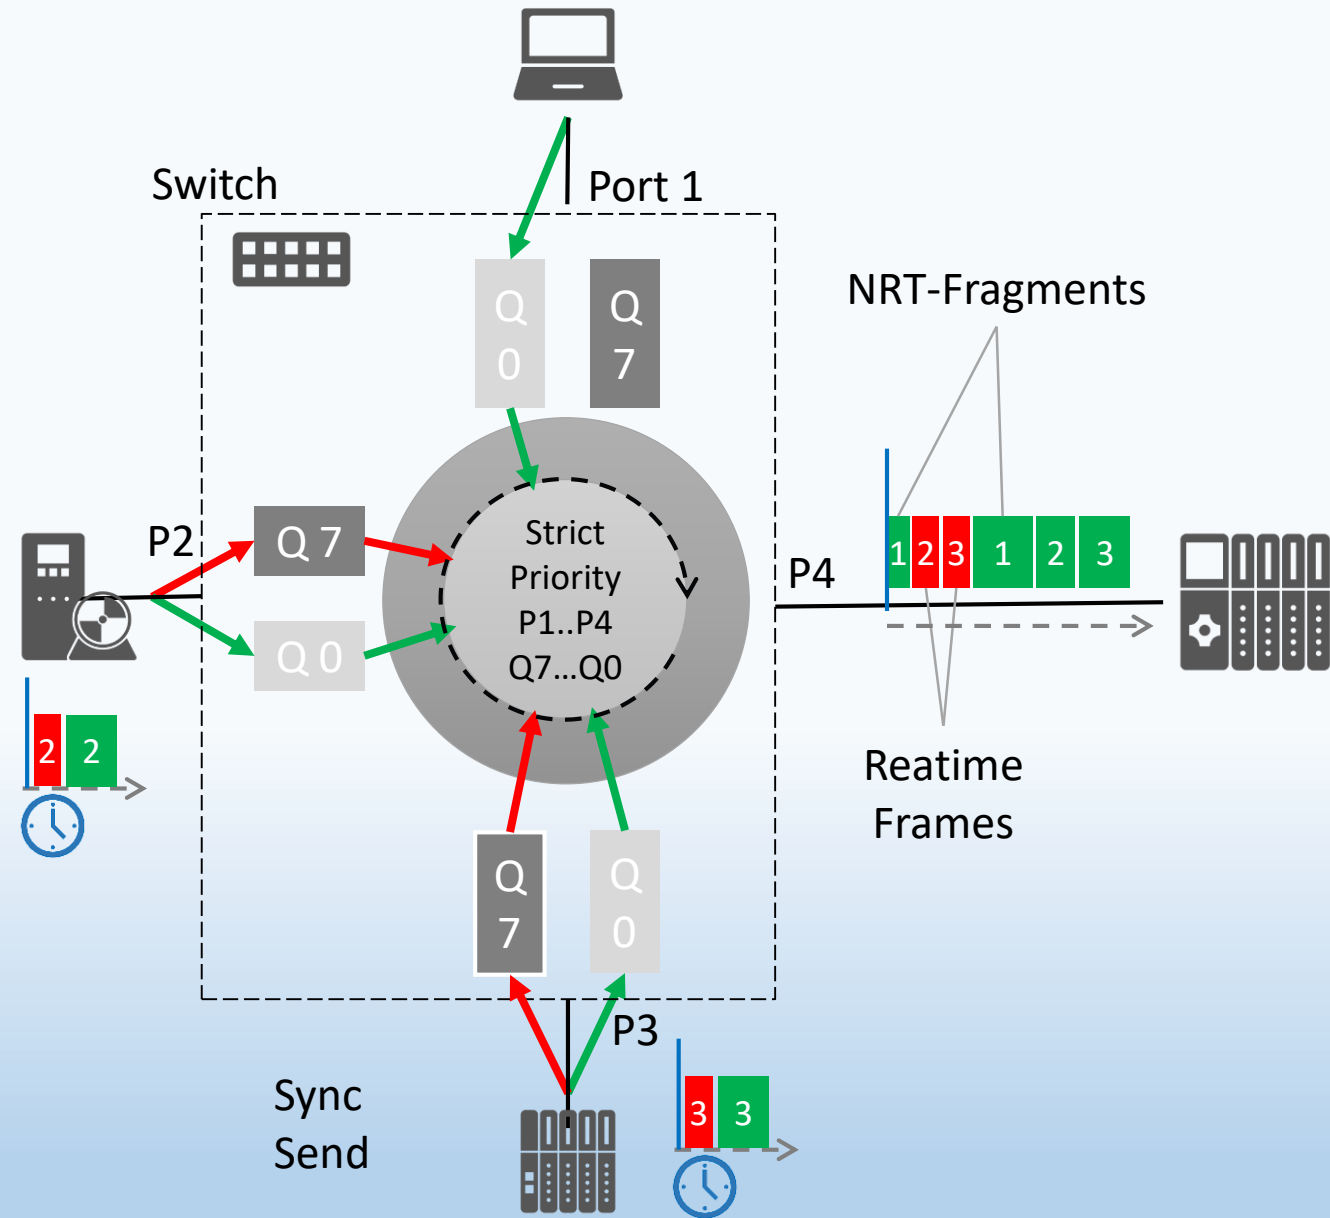 Switch
Port 1
Q
0
Q
7
NRT-Fragments
P2
Q 7
Q 0
Strict
Priority
P1..P4
Q7...Q0
P4
1 2 3 1 2 3
2 2
Reatime
Frames
Q
7
Q
0
P3
Sync
Send
3 3